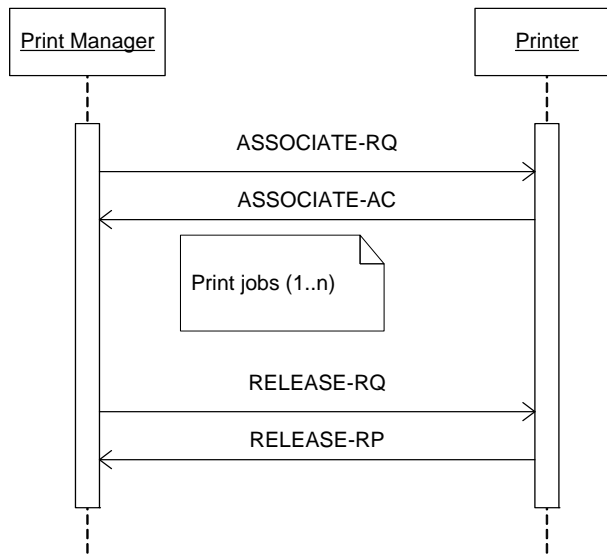 Print Manager
Printer
ASSOCIATE-RQ
ASSOCIATE-AC
Print jobs (1..n)
RELEASE-RQ
RELEASE-RP